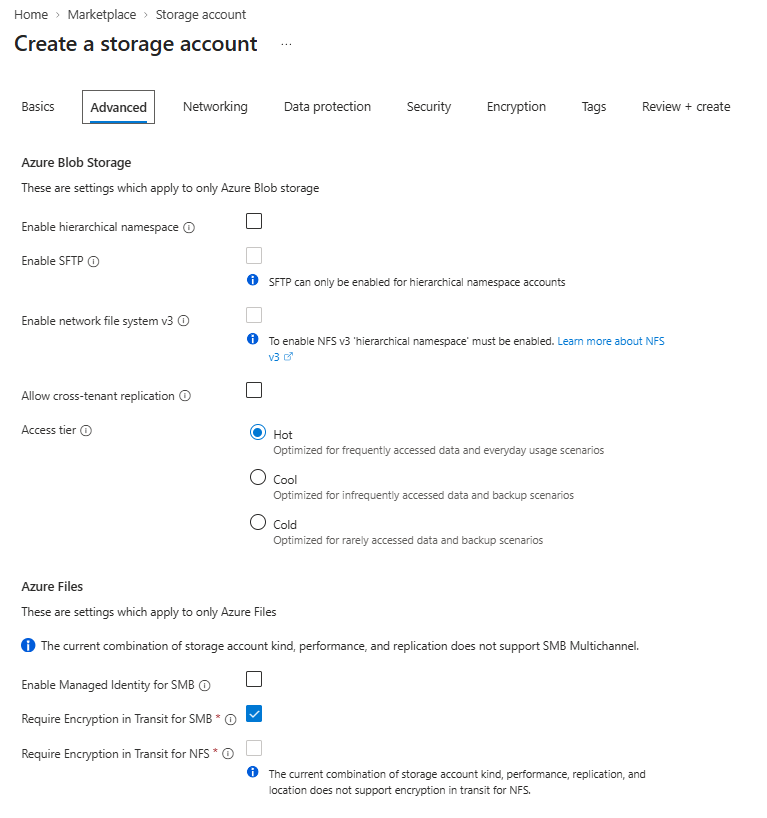 Home > Marketplace > Storage account
Create a storage account ...
Basics Advanced Networking Data protection Security Encryption Tags Review + create
Azure Blob Storage
These are settings which apply to only Azure Blob storage
Enable hierarchical namespace
Enable SFTP
SFTP can only be enabled for hierarchical namespace accounts
Enable network file system v3
To enable NFS v3 'hierarchical namespace' must be enabled. Learn more about NFS
v3
Allow cross-tenant replication
Access tier
Hot
Optimized for frequently accessed data and everyday usage scenarios
Cool
Optimized for infrequently accessed data and backup scenarios
Cold
Optimized for rarely accessed data and backup scenarios
Azure Files
These are settings which apply to only Azure Files
The current combination of storage account kind, performance, and replication does not support SMB Multichannel.
Enable Managed Identity for SMB
Require Encryption in Transit for SMB *
Require Encryption in Transit for NFS *
The current combination of storage account kind, performance, replication, and
location does not support encryption in transit for NFS.